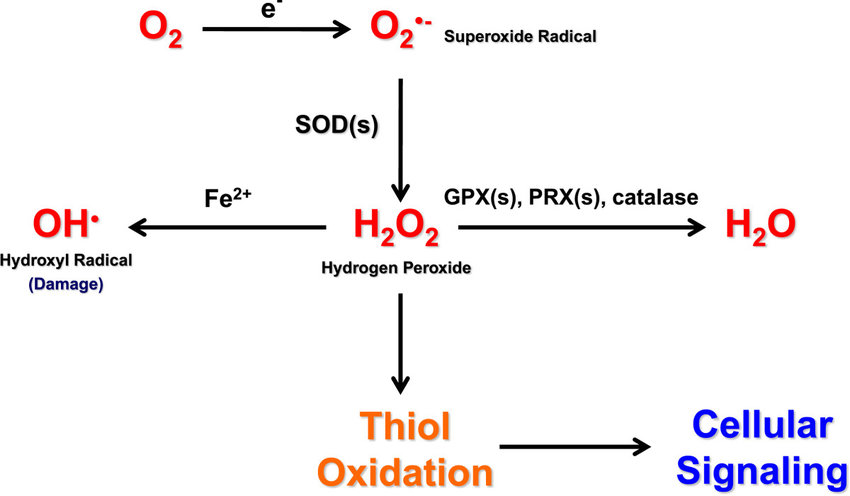 e-
O2
O2•-
Superoxide Radical
SOD(s)
Fe2+
GPX(s), PRX(s), catalase
OH•
H2O2
H2O
Hydroxyl Radical
(Damage)
Hydrogen Peroxide
Thiol
Oxidation
Cellular
Signaling